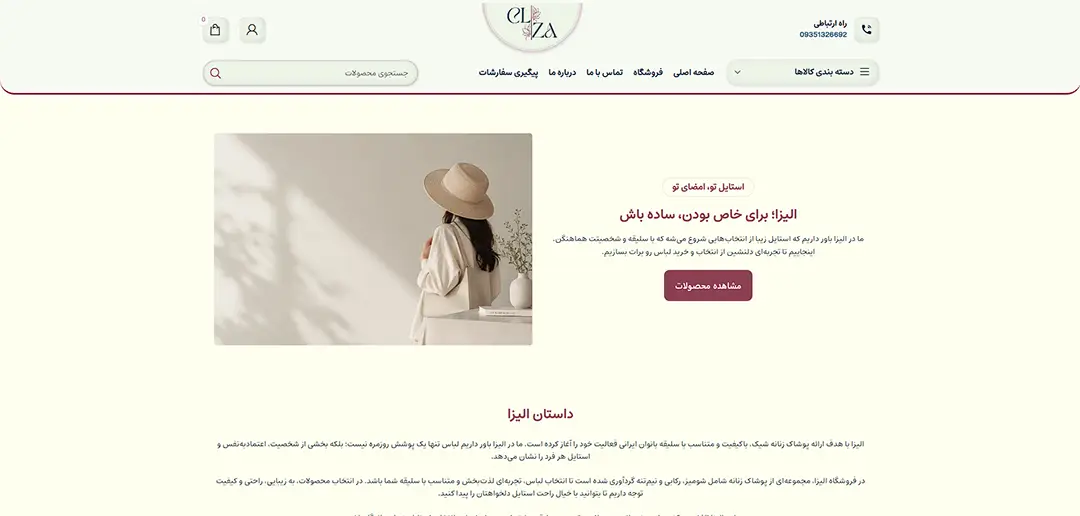 راه ارتباطی
09351326692
0
ELIZA
دسته بندی کالاها
صفحه اصلی
فروشگاه
تماس با ما
درباره ما
پیگیری سفارشات
جستجوی محصولات
استایل تو، امضای تو
الیزا؛ برای خاص بودن، ساده باش
ما در الیزا باور داریم که استایل زیبا از انتخاب‌هایی شروع می‌شه که با سلیقه و شخصیتت هماهنگن.
اینجاییم تا تجربه‌ای دلنشین از انتخاب و خرید لباس رو برات بسازیم.
مشاهده محصولات
داستان الیزا
الیزا با هدف ارائه پوشاک زنانه شیک، باکیفیت و متناسب با سلیقه بانوان ایرانی فعالیت خود را آغاز کرده است. ما در الیزا باور داریم لباس تنها یک پوشش روزمره نیست؛ بلکه بخشی از شخصیت، اعتمادبه‌نفس و
استایل هر فرد را نشان می‌دهد.
در فروشگاه الیزا، مجموعه‌ای از پوشاک زنانه شامل شومیز، رکابی و نیم‌تنه گردآوری شده است تا انتخاب لباس، تجربه‌ای لذت‌بخش و متناسب با سلیقه شما باشد. در انتخاب محصولات، به زیبایی، راحتی و کیفیت
توجه داریم تا بتوانید با خیال راحت استایل دلخواهتان را پیدا کنید.